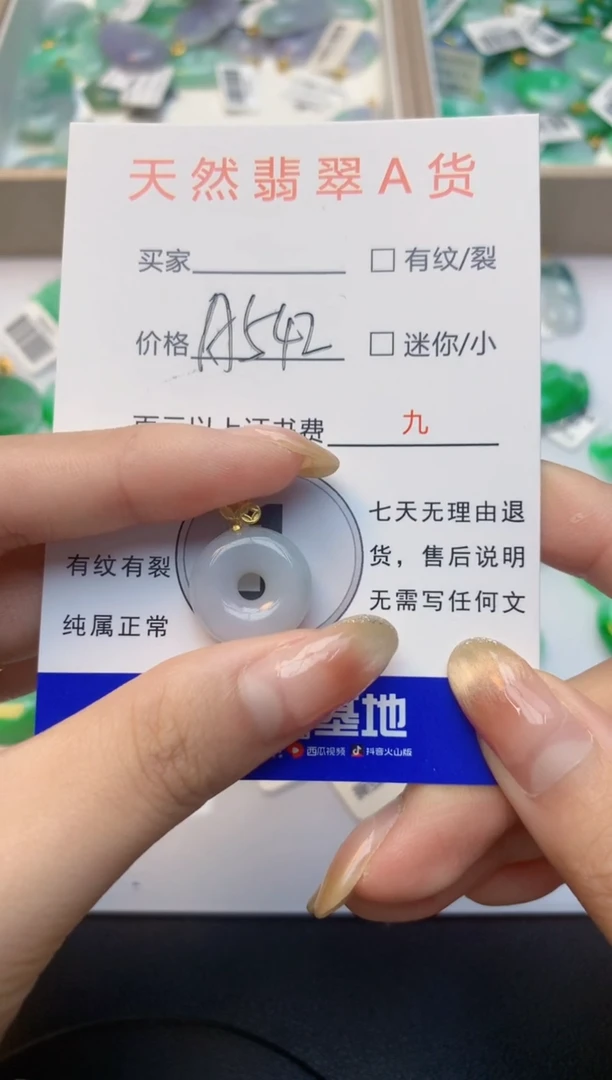 天然翡翠A货
买家 □ 有纹/裂
价格 A542 □ 迷你/小
费 九
七天无理由退
有纹有裂 货，售后说明
无需写任何文
纯属正常
基地
西瓜视频 抖音火山版